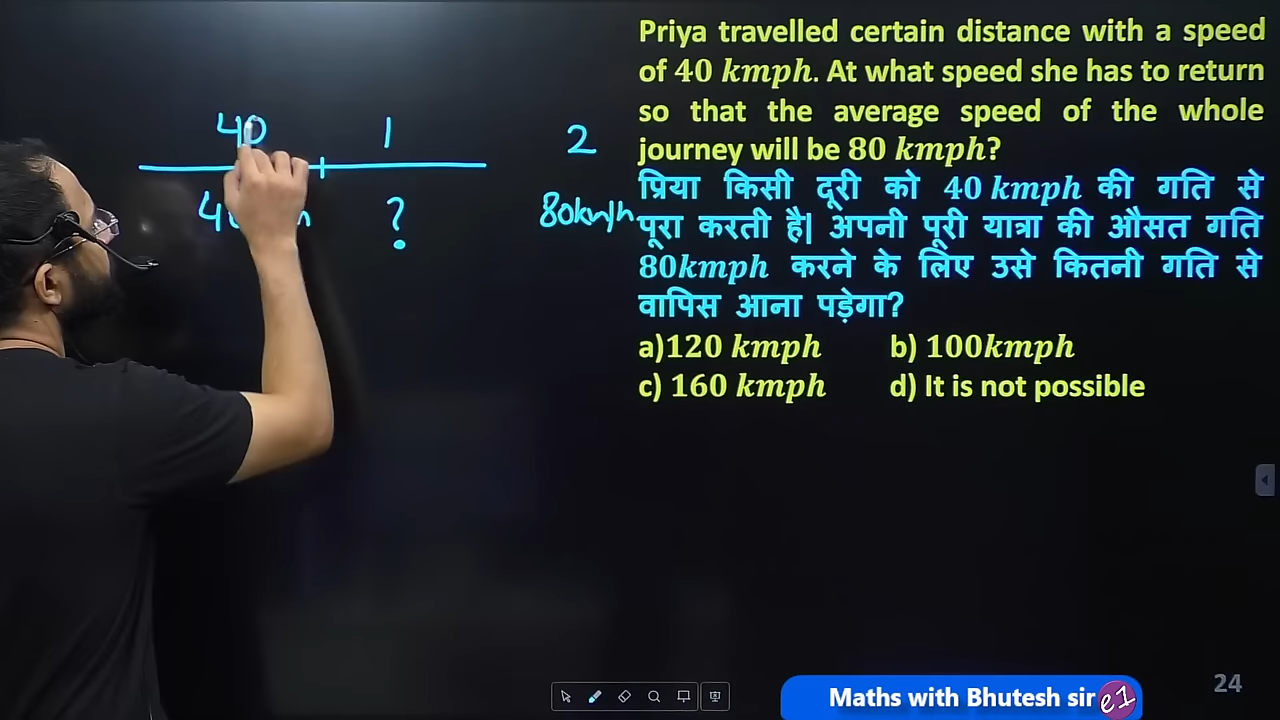 Priya travelled certain distance with a speed
of 40 kmph. At what speed she has to return
so that the average speed of the whole
journey will be 80 kmph?
प्रिया किसी दूरी को 40 kmph की गति से
पूरा करती है| अपनी पूरी यात्रा की औसत गति
80kmph करने के लिए उसे कितनी गति से
वापिस आना पड़ेगा?
a)120 kmph b) 100kmph
c) 160 kmph d) It is not possible
40 1 2
? 80km/h
24
Maths with Bhutesh sir e1